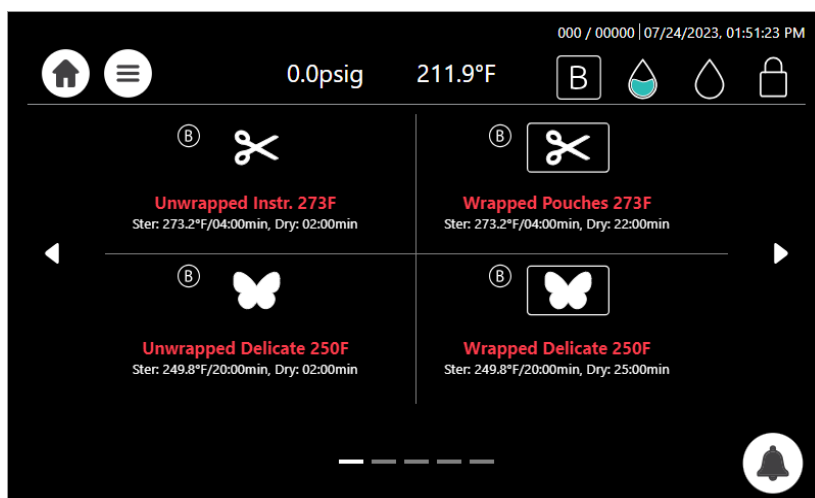 000 / 00000 | 07/24/2023, 01:51:23 PM
0.0psig 211.9°F B
B
Unwrapped Instr. 273F
Ster: 273.2°F/04:00min, Dry: 02:00min
B
Wrapped Pouches 273F
Ster: 273.2°F/04:00min, Dry: 22:00min
B
Unwrapped Delicate 250F
Ster: 249.8°F/20:00min, Dry: 02:00min
B
Wrapped Delicate 250F
Ster: 249.8°F/20:00min, Dry: 25:00min